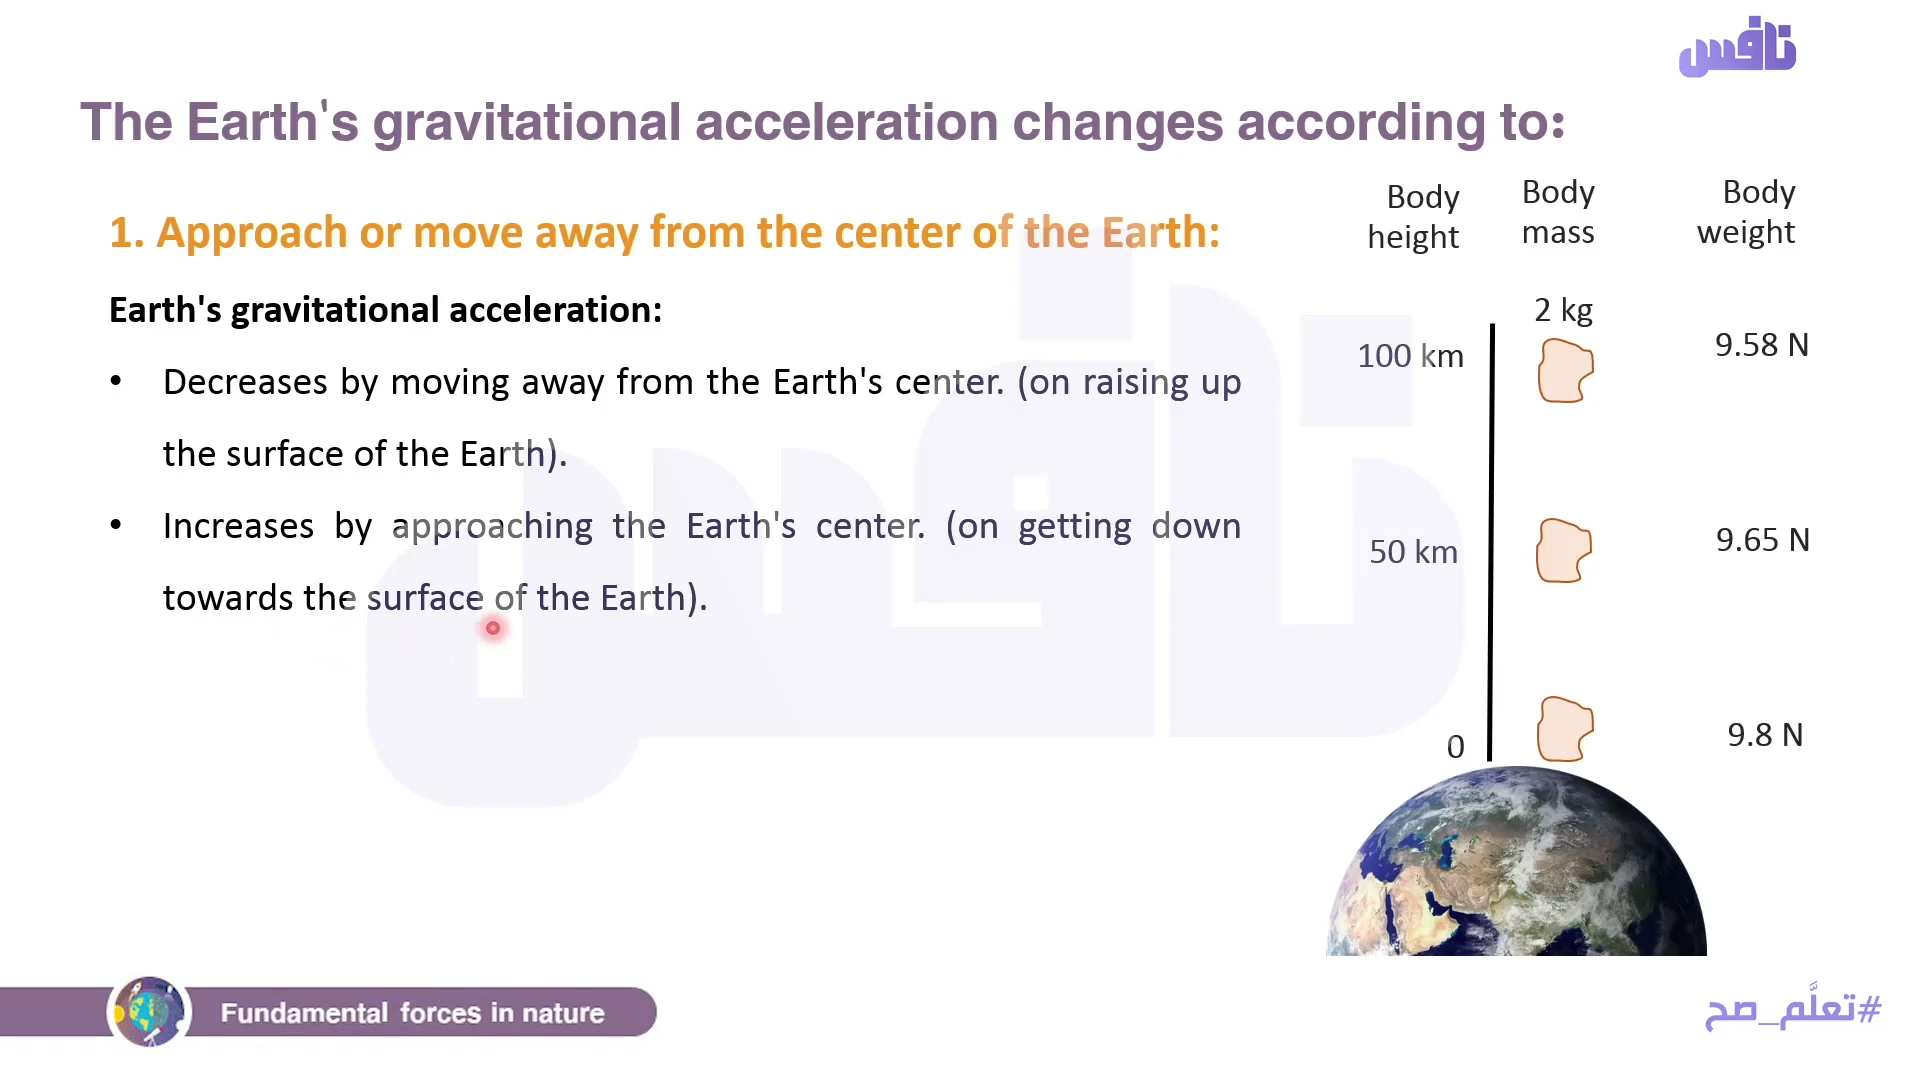 نافس
The Earth's gravitational acceleration changes according to:
1. Approach or move away from the center of the Earth:
Earth's gravitational acceleration:
• Decreases by moving away from the Earth's center. (on raising up
the surface of the Earth).
• Increases by approaching the Earth's center. (on getting down
towards the surface of the Earth).
Body height
Body mass
Body weight
2 kg
100 km
9.58 N
50 km
9.65 N
0
9.8 N
نافس
Fundamental forces in nature
#تعلَّم_صح